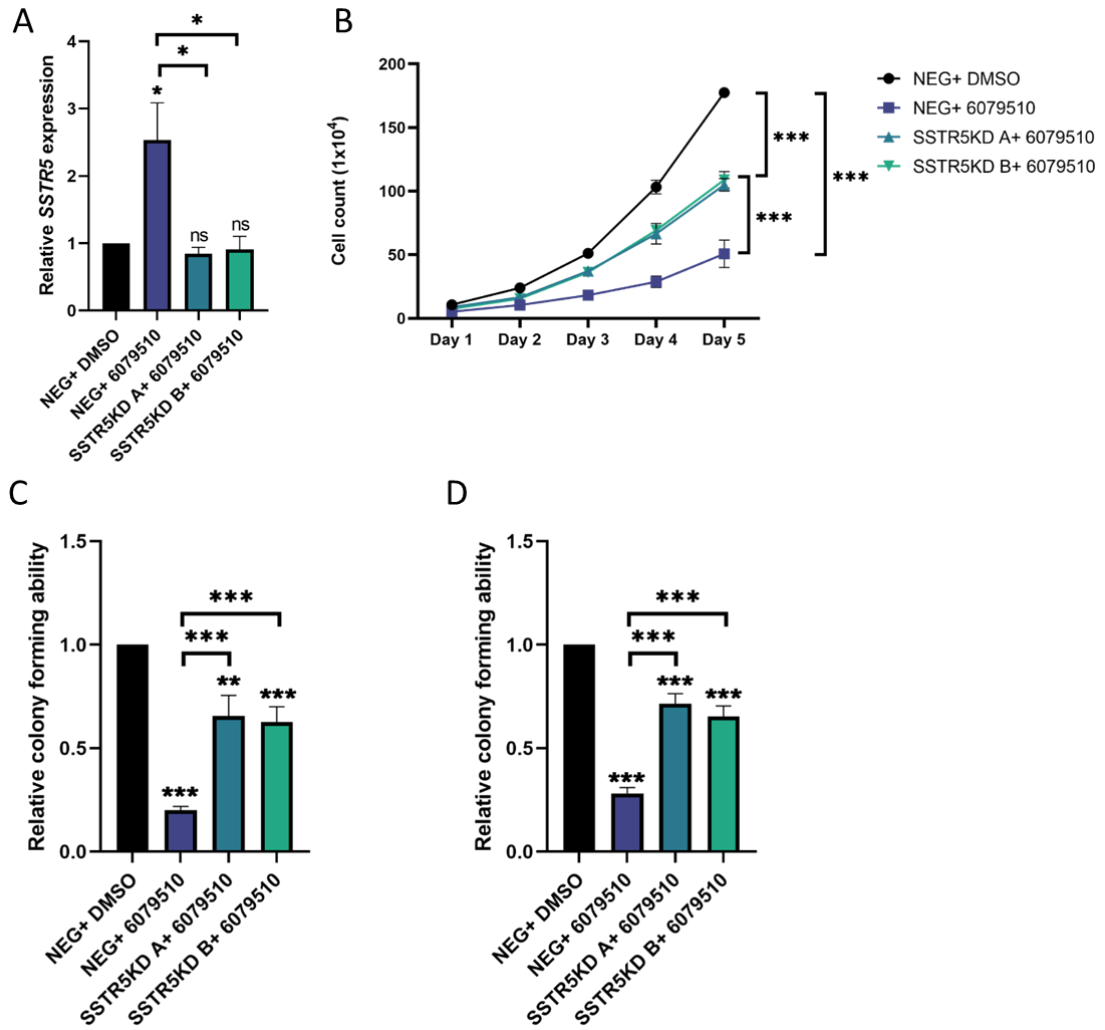 A
*
*
*
ns
ns
4
3
2
1
0
Relative SSTR5 expression
NEG+ DMSO
NEG+ 6079510
SSTR5KD A+ 6079510
SSTR5KD B+ 6079510
B
200
150
100
50
0
Cell count (1x10⁴)
Day 1
Day 2
Day 3
Day 4
Day 5
***
***
***
NEG+ DMSO
NEG+ 6079510
SSTR5KD A+ 6079510
SSTR5KD B+ 6079510
C
1.5
1.0
0.5
0.0
Relative colony forming ability
***
***
**
***
***
NEG+ DMSO
NEG+ 6079510
SSTR5KD A+ 6079510
SSTR5KD B+ 6079510
D
1.5
1.0
0.5
0.0
Relative colony forming ability
***
***
***
***
***
NEG+ DMSO
NEG+ 6079510
SSTR5KD A+ 6079510
SSTR5KD B+ 6079510